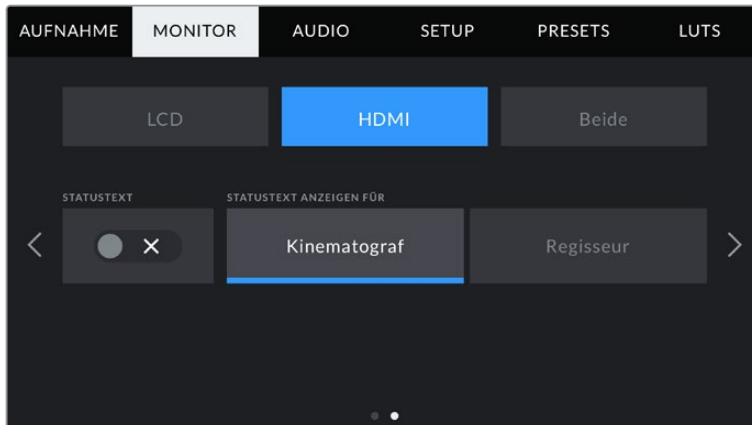 AUFNAHME MONITOR AUDIO SETUP PRESETS LUTS
LCD HDMI Beide
STATUSTEXT STATUSTEXT ANZEIGEN FÜR
Kinematograf Regisseur